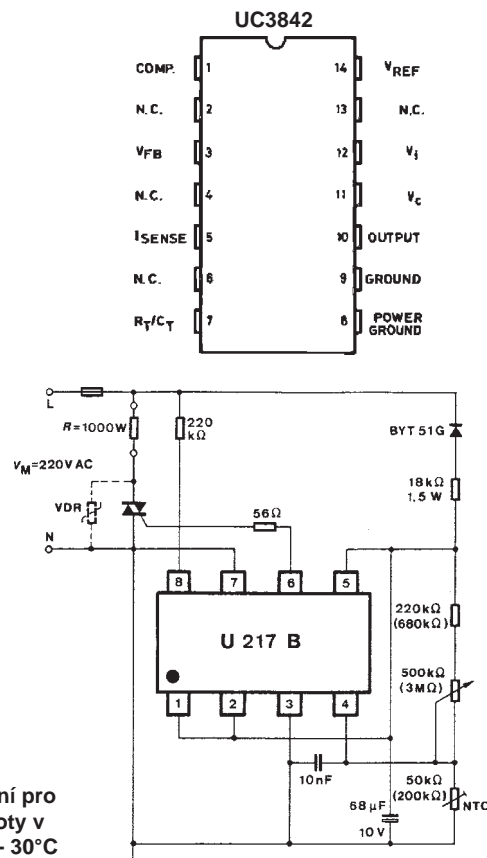 UC3842
COMP. 1 14 VREF
N.C. 2 13 N.C.
VFB 3 12 Vi
N.C. 4 11 Vc
ISENSE 5 10 OUTPUT
N.C. 6 9 GROUND
RT/CT 7 8 POWER GROUND
L
R=1000W
220 kΩ
BYT 51G
VM=220V AC
18kΩ
1.5 W
VDR
56Ω
N
8 7 6 5
U 217 B
220kΩ
(680kΩ)
500kΩ
(3MΩ)
1 2 3 4
10nF
50kΩ
(200kΩ) NTC
68µF
10V
ní pro
oty v
- 30°C